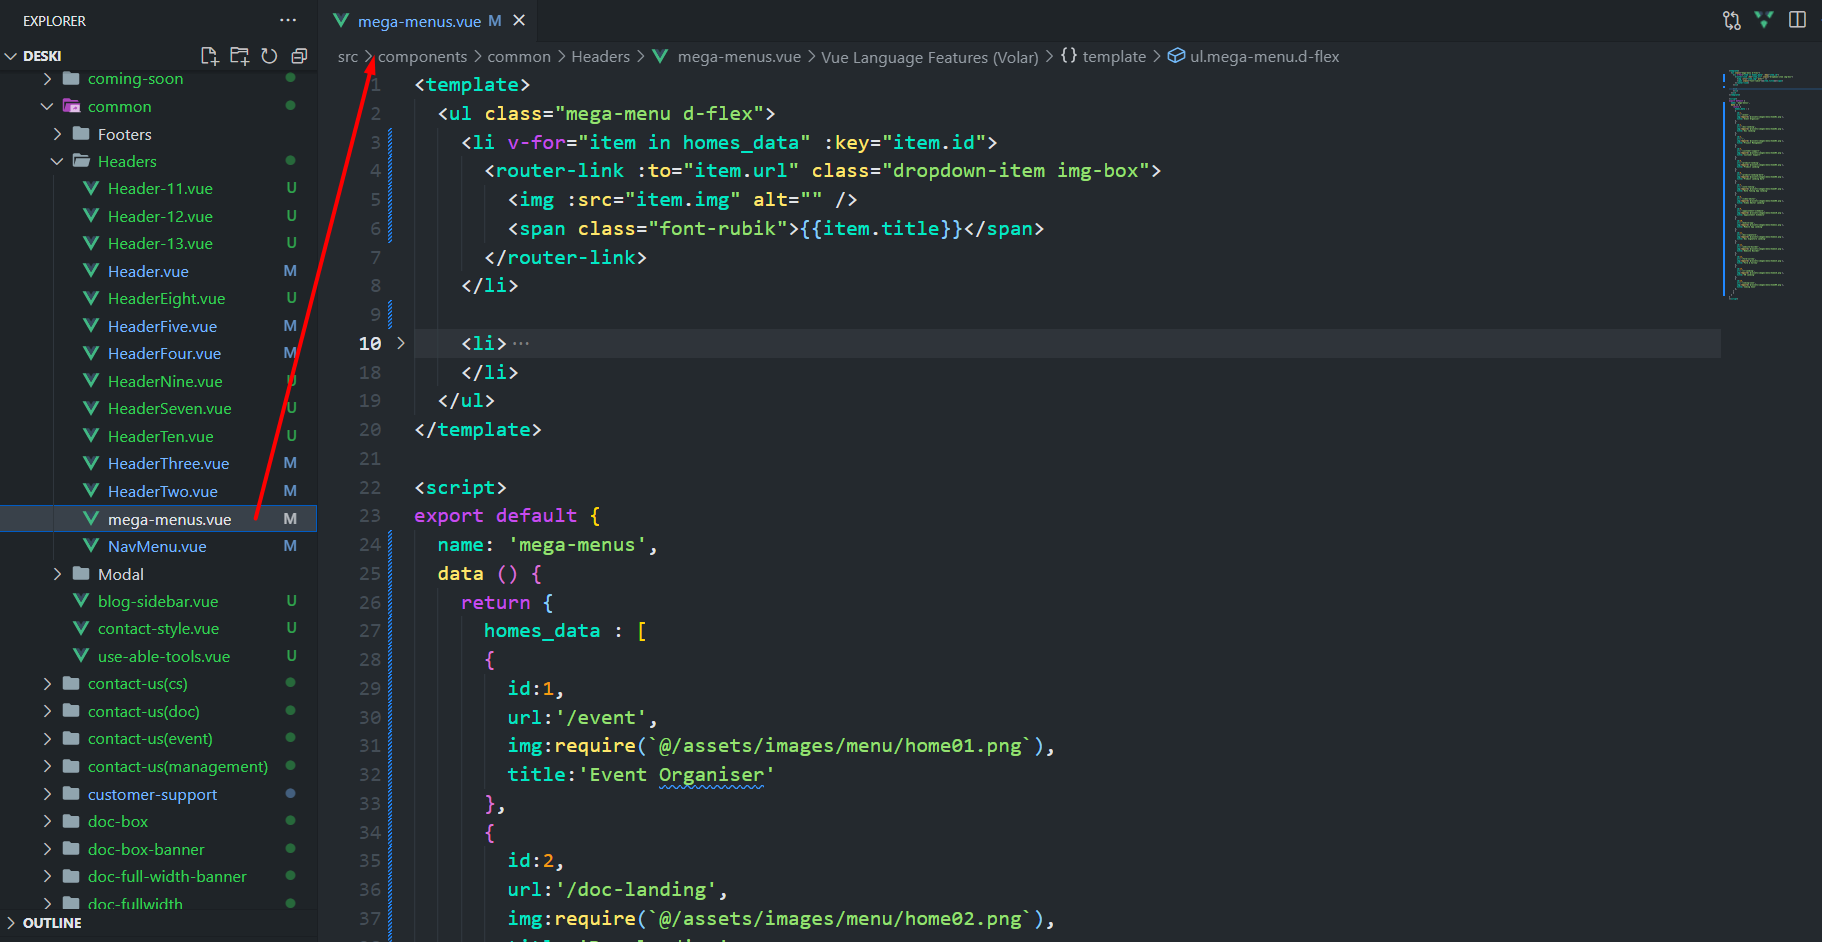 EXPLORER
DESKI
coming-soon
common
Footers
Headers
Header-11.vue U
Header-12.vue U
Header-13.vue U
Header.vue M
HeaderEight.vue U
HeaderFive.vue M
HeaderFour.vue M
HeaderNine.vue U
HeaderSeven.vue U
HeaderTen.vue U
HeaderThree.vue M
HeaderTwo.vue M
mega-menus.vue M
NavMenu.vue M
Modal
blog-sidebar.vue U
contact-style.vue U
use-able-tools.vue U
contact-us(cs)
contact-us(doc)
contact-us(event)
contact-us(management)
customer-support
doc-box
doc-box-banner
doc-full-width-banner
doc-fullwidth
OUTLINE
mega-menus.vue M
src > components > common > Headers > mega-menus.vue > Vue Language Features (Volar) > {} template > ul.mega-menu.d-flex
1 <template>
2 <ul class="mega-menu d-flex">
3 <li v-for="item in homes_data" :key="item.id">
4 <router-link :to="item.url" class="dropdown-item img-box">
5 <img :src="item.img" alt="" />
6 <span class="font-rubik">{{item.title}}</span>
7 </router-link>
8 </li>
9
10 <li>···
18 </li>
19 </ul>
20 </template>
21
22 <script>
23 export default {
24 name: 'mega-menus',
25 data () {
26 return {
27 homes_data : [
28 {
29 id:1,
30 url:'/event',
31 img:require(`@/assets/images/menu/home01.png`),
32 title:'Event Organiser'
33 },
34 {
35 id:2,
36 url:'/doc-landing',
37 img:require(`@/assets/images/menu/home02.png`),